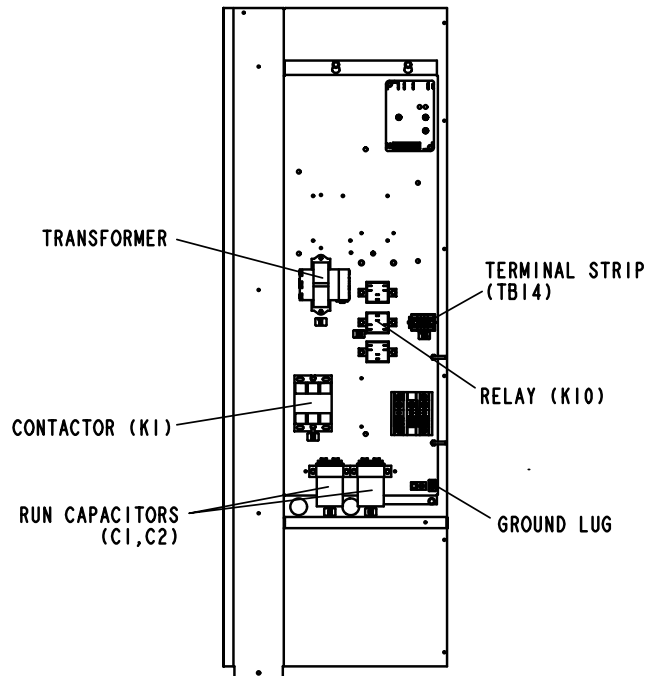 TRANSFORMER
TERMINAL STRIP
(TB14)
RELAY (K10)
CONTACTOR (K1)
RUN CAPACITORS
(C1,C2)
GROUND LUG